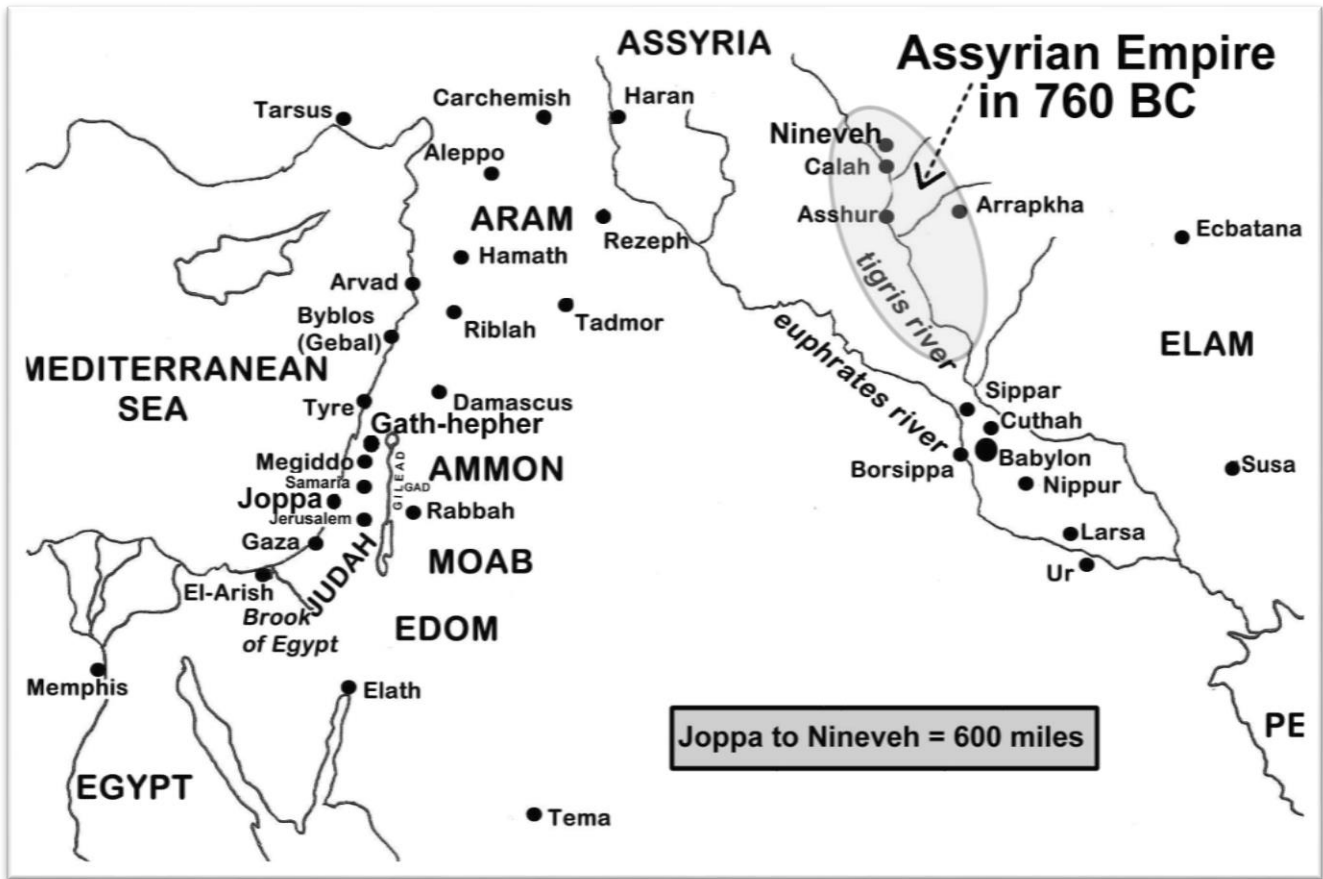 ASSYRIA
Assyrian Empire
in 760 BC
Tarsus
Carchemish
Haran
Nineveh
Aleppo
Calah
ARAM
Asshur
Arrapkha
Rezeph
Ecbatana
Hamath
Arvad
tigris river
Byblos
(Gebal)
Riblah
Tadmor
euphrates river
ELAM
MEDITERRANEAN
SEA
Tyre
Damascus
Sippar
Gath-hepher
Cuthah
Megiddo
AMMON
Babylon
Borsippa
Susa
Samaria
GILEAD
GAD
Nippur
Joppa
Rabbah
Jerusalem
Larsa
Gaza
JUDAH
MOAB
Ur
El-Arish
Brook
of Egypt
EDOM
Memphis
Elath
Joppa to Nineveh = 600 miles
PE
EGYPT
Tema